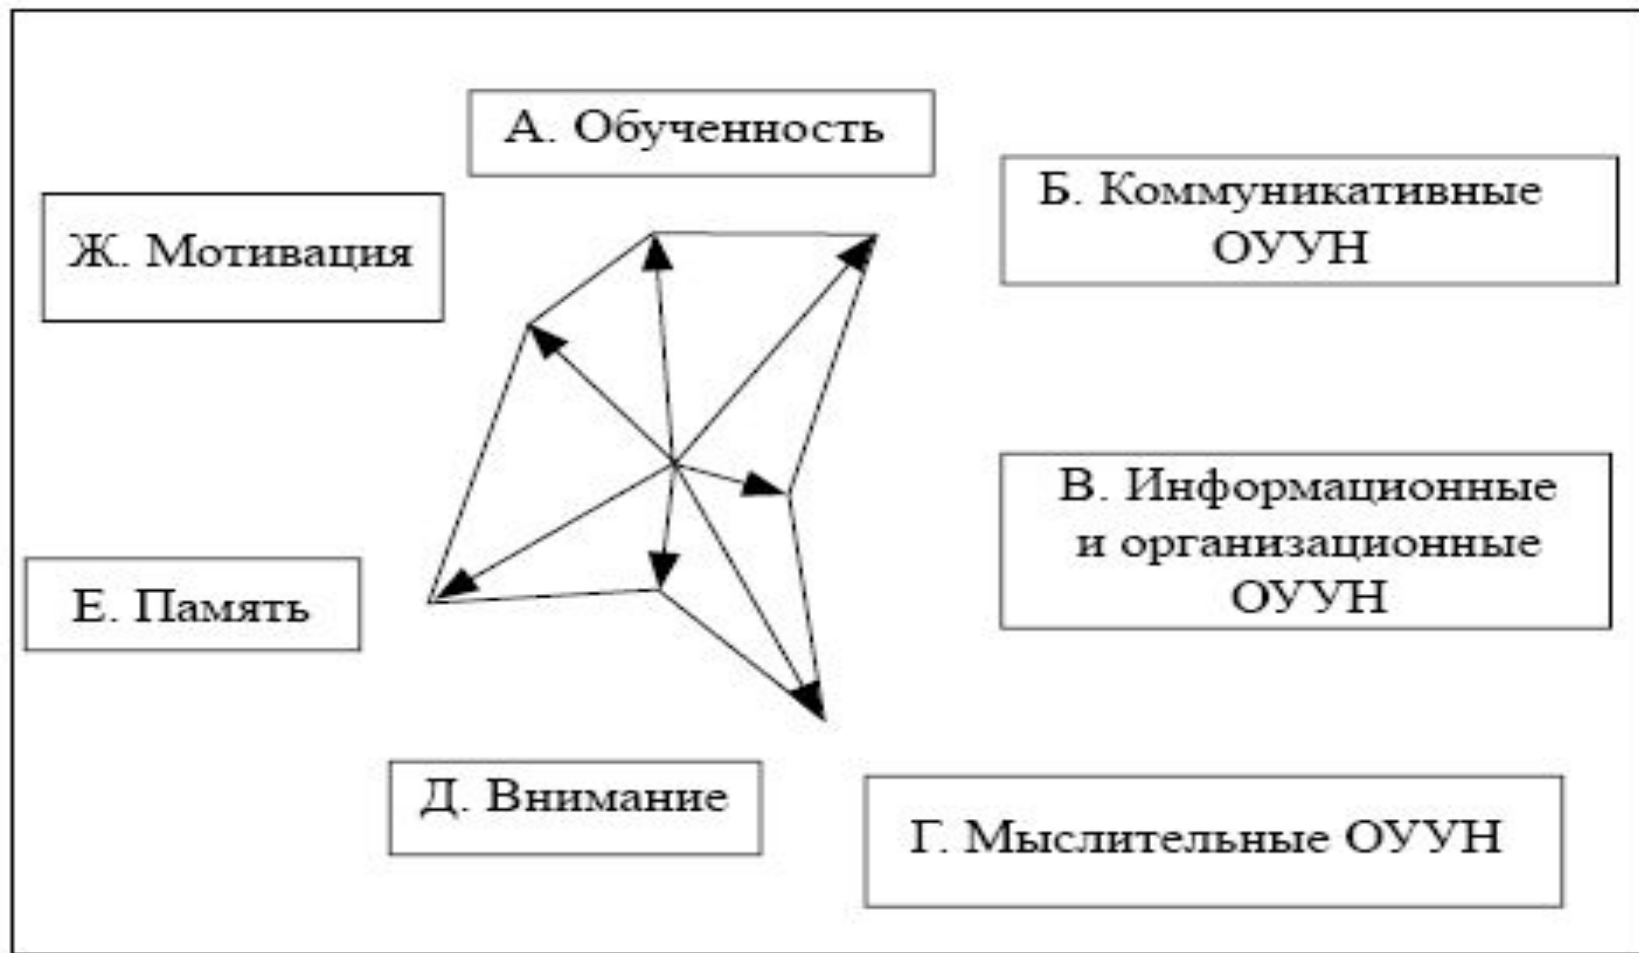 А. Обученность
Б. Коммуникативные
ОУУН
Ж. Мотивация
В. Информационные
и организационные
ОУУН
Е. Память
Д. Внимание
Г. Мыслительные ОУУН